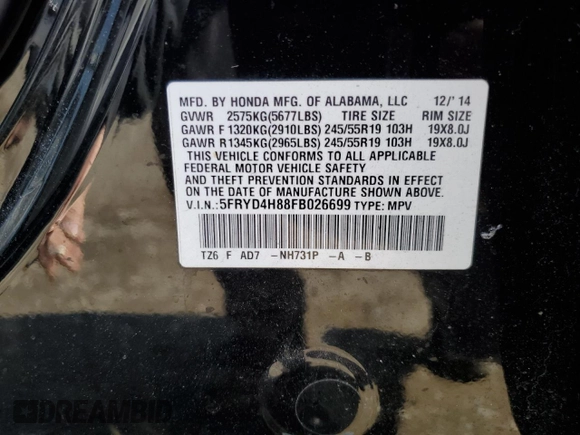 MFD. BY HONDA MFG. OF ALABAMA, LLC 12/'14
GVWR 2575KG(5677LBS) TIRE SIZE RIM SIZE
GAWR F 1320KG(2910LBS) 245/55R19 103H 19X8.0J
GAWR R 1345KG(2965LBS) 245/55R19 103H 19X8.0J
THIS VEHICLE CONFORMS TO ALL APPLICABLE
FEDERAL MOTOR VEHICLE SAFETY
AND THEFT PREVENTION STANDARDS IN EFFECT
ON THE DATE OF MANUFACTURE SHOWN ABOVE.
V.I.N.: 5FRYD4H88FB026699 TYPE: MPV
TZ6 F AD7 -NH731P -A -B
DREAMBID